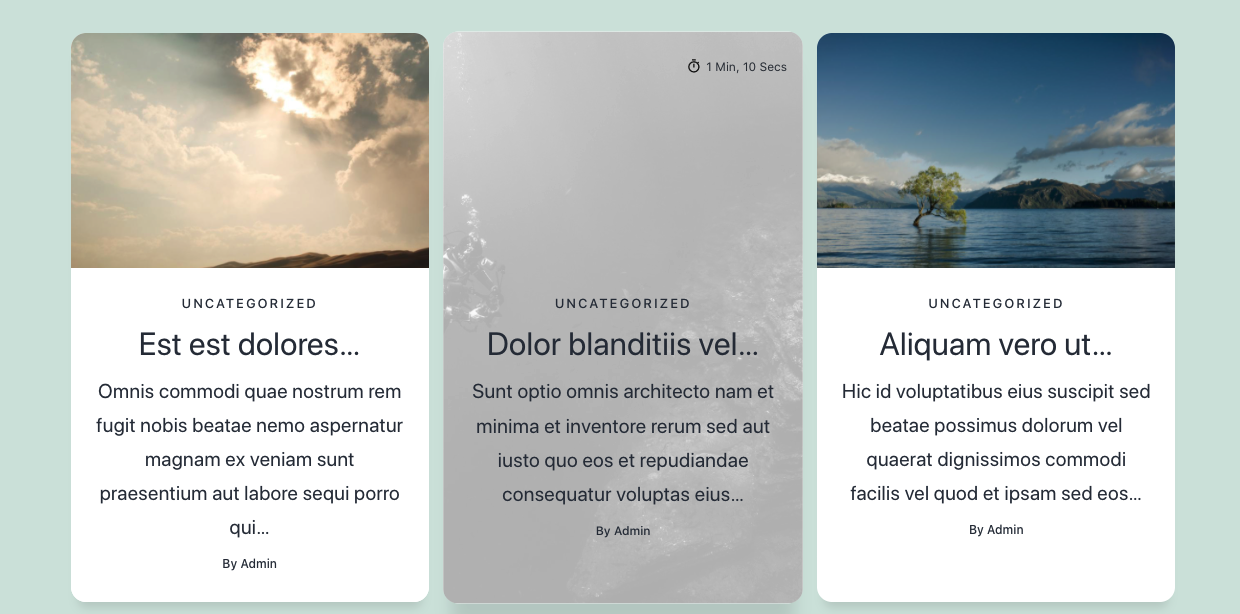 UNCATEGORIZED
Est est dolores...
Omnis commodi quae nostrum rem
fugit nobis beatae nemo aspernatur
magnam ex veniam sunt
praesentium aut labore sequi porro
qui...
By Admin
1 Min, 10 Secs
UNCATEGORIZED
Dolor blanditiis vel...
Sunt optio omnis architecto nam et
minima et inventore rerum sed aut
iusto quo eos et repudiandae
consequatur voluptas eius...
By Admin
UNCATEGORIZED
Aliquam vero ut...
Hic id voluptatibus eius suscipit sed
beatae possimus dolorum vel
quaerat dignissimos commodi
facilis vel quod et ipsam sed eos...
By Admin